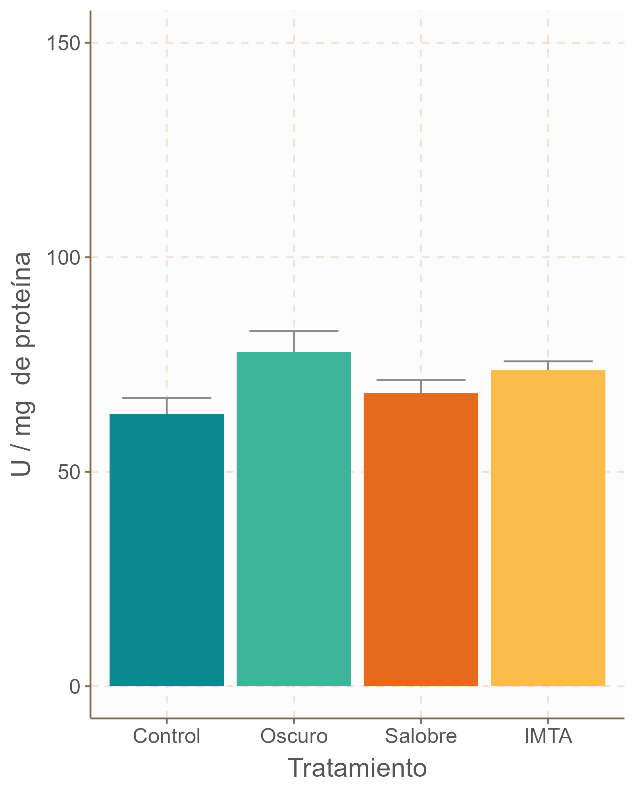 150
100
50
0
U / mg  de proteína
Control Oscuro Salobre IMTA
Tratamiento